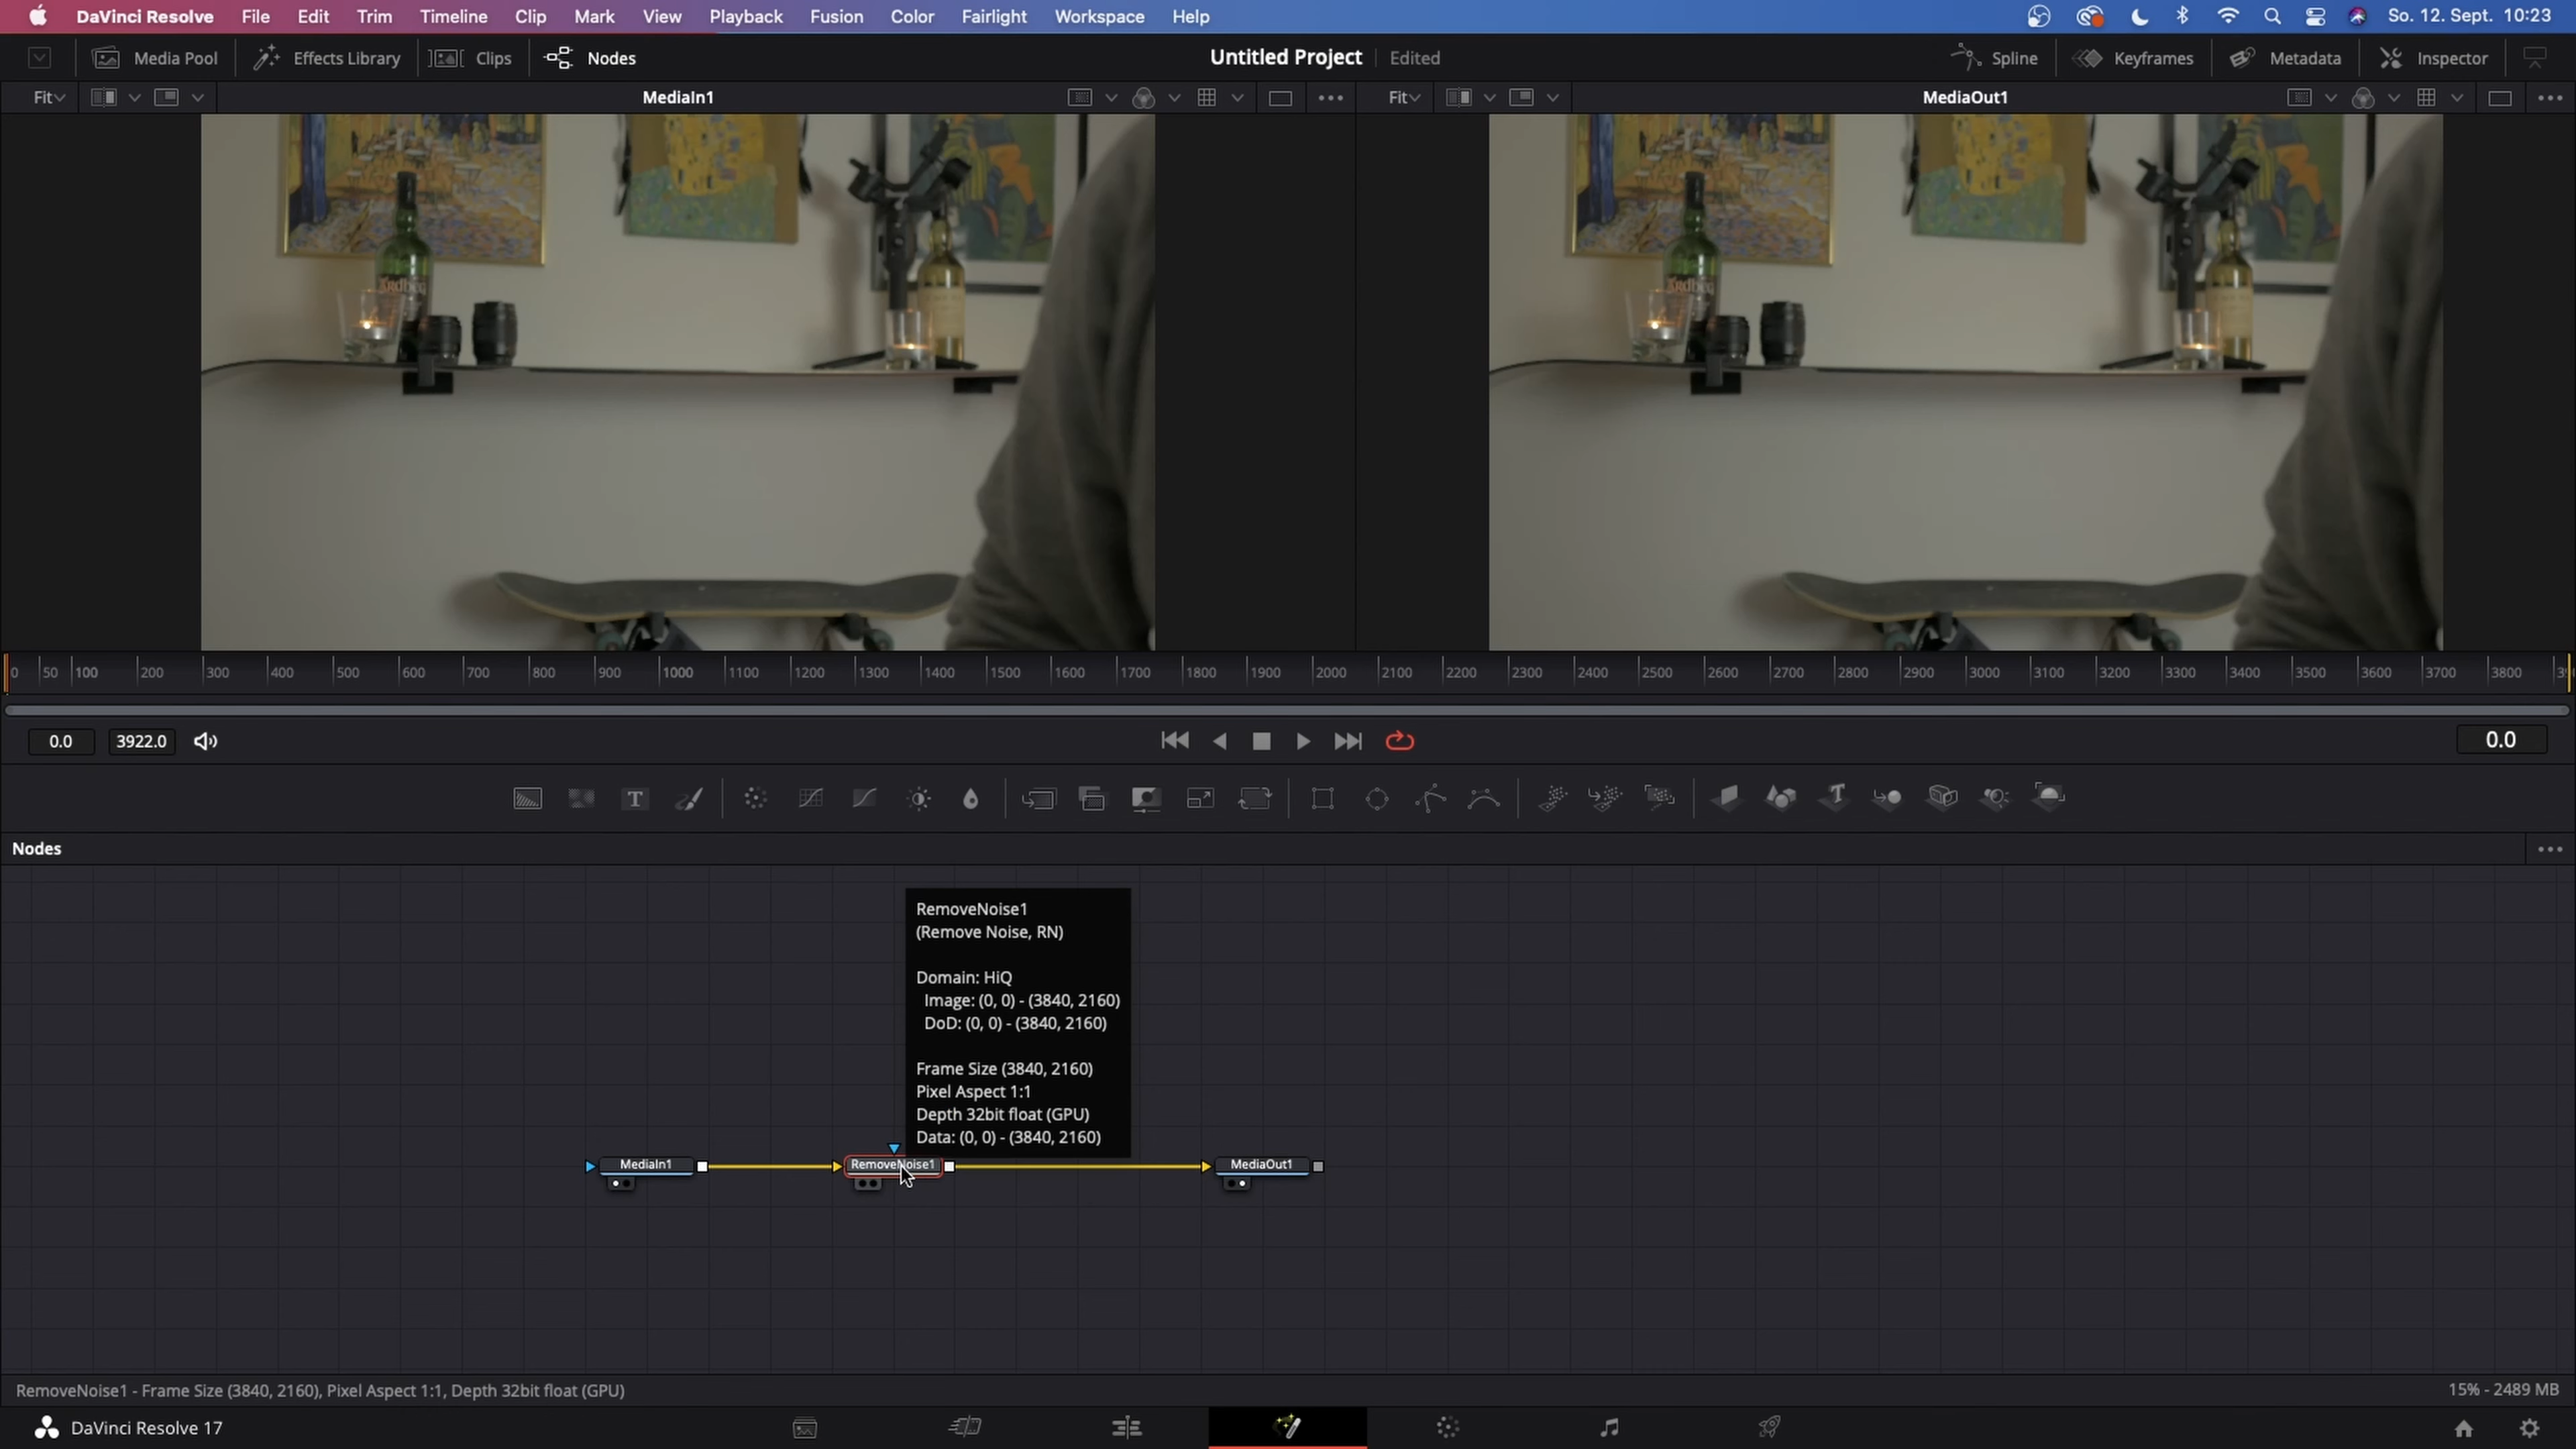 DaVinci Resolve File Edit Trim Timeline Clip Mark View Playback Fusion Color Fairlight Workspace Help So. 12. Sept. 10:23
Media Pool Effects Library Clips Nodes Untitled Project Edited Spline Keyframes Metadata Inspector
Fit MediaIn1 Fit MediaOut1
Ardbeg Ardbeg
0 50 100 200 300 400 500 600 700 800 900 1000 1100 1200 1300 1400 1500 1600 1700 1800 1900 2000 2100 2200 2300 2400 2500 2600 2700 2800 2900 3000 3100 3200 3300 3400 3500 3600 3700 3800
0.0 3922.0 0.0
T T
Nodes
RemoveNoise1
(Remove Noise, RN)
Domain: HiQ
Image: (0, 0) - (3840, 2160)
DoD: (0, 0) - (3840, 2160)
Frame Size (3840, 2160)
Pixel Aspect 1:1
Depth 32bit float (GPU)
Data: (0, 0) - (3840, 2160)
MediaIn1 RemoveNoise1 MediaOut1
RemoveNoise1 - Frame Size (3840, 2160), Pixel Aspect 1:1, Depth 32bit float (GPU) 15% - 2489 MB
DaVinci Resolve 17